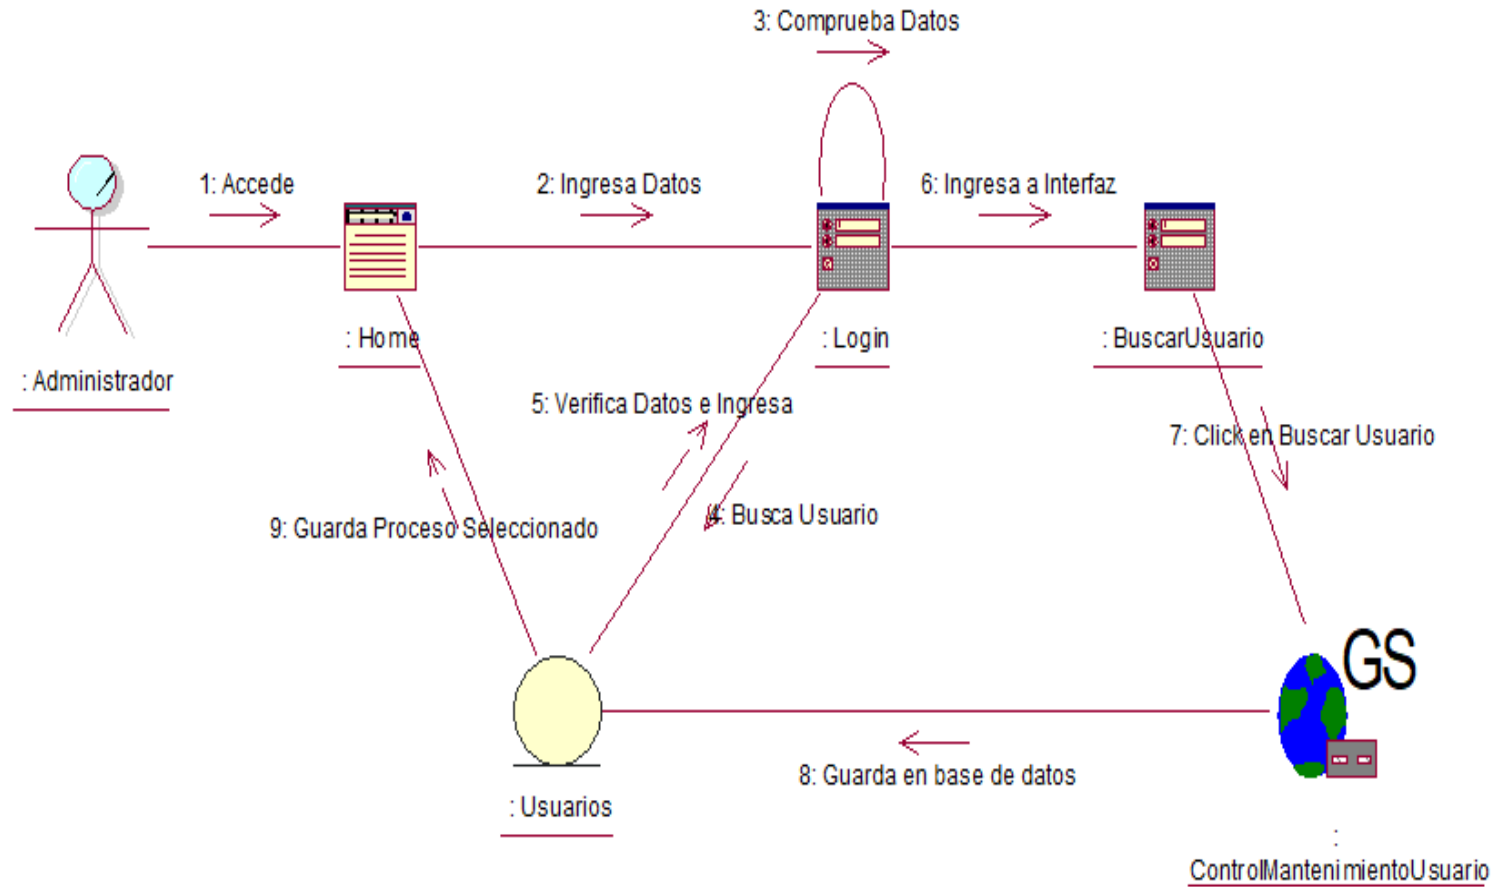 3: Comprueba Datos
1: Accede
2: Ingresa Datos
6: Ingresa a Interfaz
: Home
: Login
: BuscarUsuario
: Administrador
5: Verifica Datos e Ingresa
7: Click en Buscar Usuario
4: Busca Usuario
9: Guarda Proceso Seleccionado
GS
8: Guarda en base de datos
: Usuarios
:
ControlMantenimientoUsuario